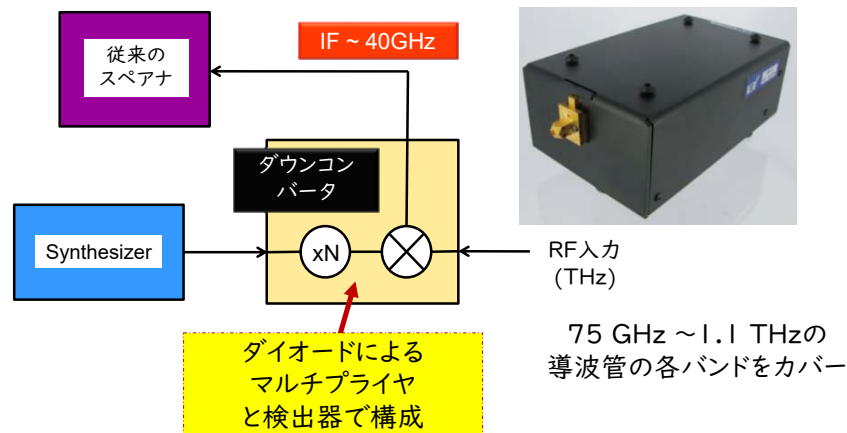 従来の
スペアナ
IF ~ 40GHz
ダウンコン
バータ
Synthesizer
xN
RF入力
(THz)
ダイオードによる
マルチプライヤ
と検出器で構成
75 GHz ～1.1 THzの
導波管の各バンドをカバー